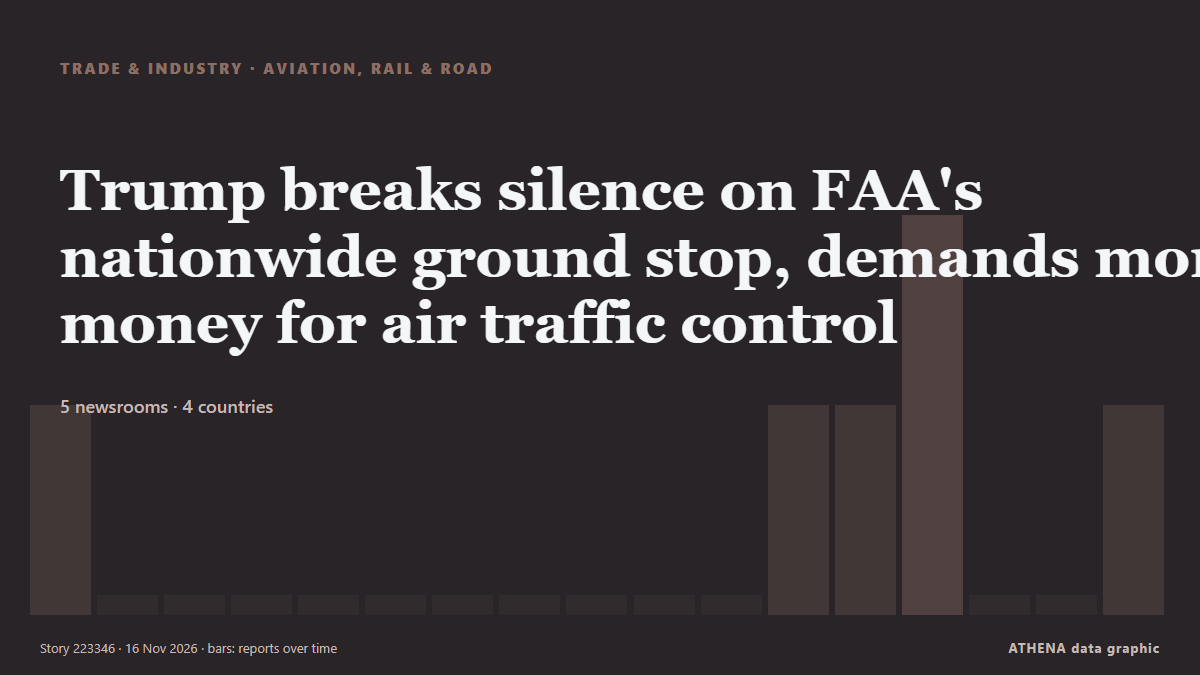 TRADE & INDUSTRY · AVIATION, RAIL & ROAD
Trump breaks silence on FAA's
nationwide ground stop, demands
money for air traffic control
5 newsrooms · 4 countries
Story 223346 · 16 Nov 2026 · bars: reports over time
ATHENA data graphic